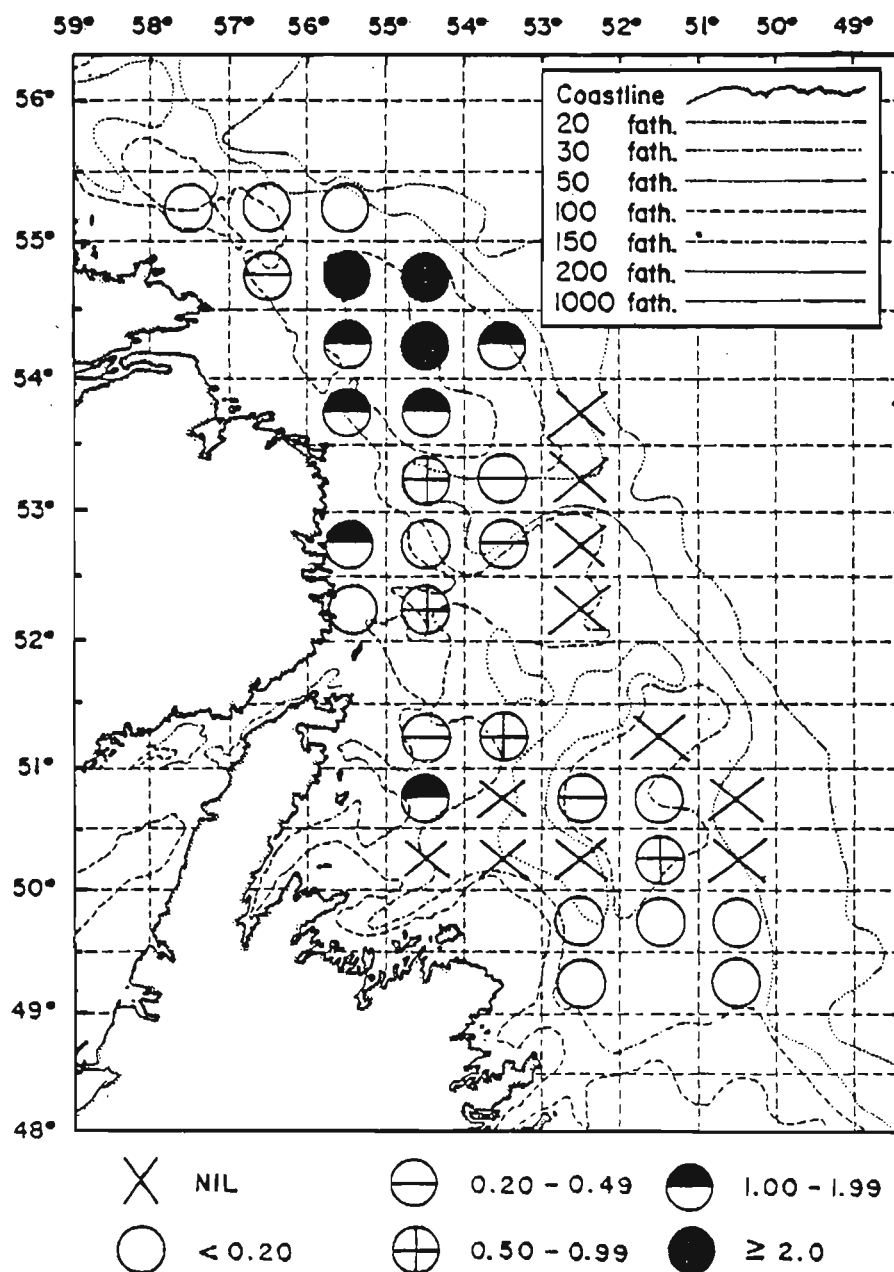 59° 58° 57° 56° 55° 54° 53° 52° 51° 50° 49°
56°
55°
54°
53°
52°
51°
50°
49°
48°
Coastline
20 fath.
30 fath.
50 fath.
100 fath.
150 fath.
200 fath.
1000 fath.
NIL
0.20 - 0.49
1.00 - 1.99
< 0.20
0.50 - 0.99
≥ 2.0